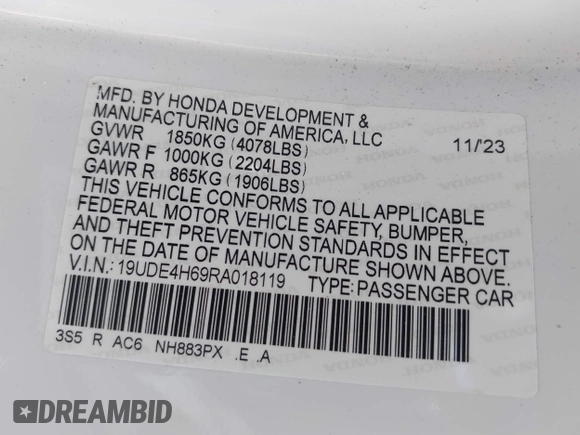 MFD. BY HONDA DEVELOPMENT &
MANUFACTURING OF AMERICA, LLC
GVWR 1850KG (4078LBS) 11/'23
GAWR F 1000KG (2204LBS)
GAWR R 865KG (1906LBS)
THIS VEHICLE CONFORMS TO ALL APPLICABLE
FEDERAL MOTOR VEHICLE SAFETY, BUMPER,
AND THEFT PREVENTION STANDARDS IN EFFECT
ON THE DATE OF MANUFACTURE SHOWN ABOVE.
V.I.N.: 19UDE4H69RA018119 TYPE: PASSENGER CAR
3S5 R AC6 NH883PX .E .A
DREAMBID